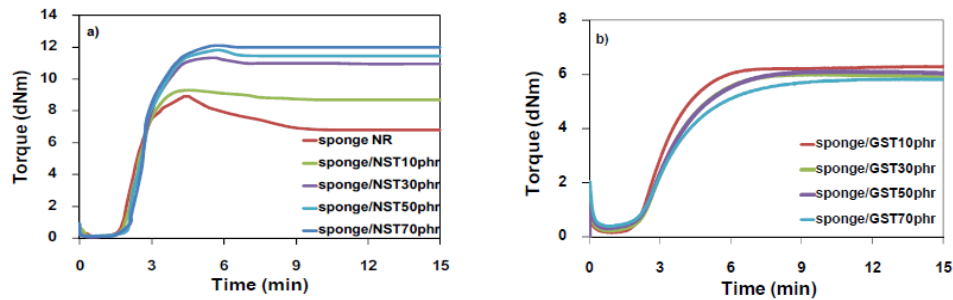 14
12
10
8
6
4
2
0
Torque (dNm)
a)
sponge NR
sponge/NST10phr
sponge/NST30phr
sponge/NST50phr
sponge/NST70phr
0 3 6 9 12 15
Time (min)
8
6
4
2
0
Torque (dNm)
b)
sponge/GST10phr
sponge/GST30phr
sponge/GST50phr
sponge/GST70phr
0 3 6 9 12 15
Time (min)